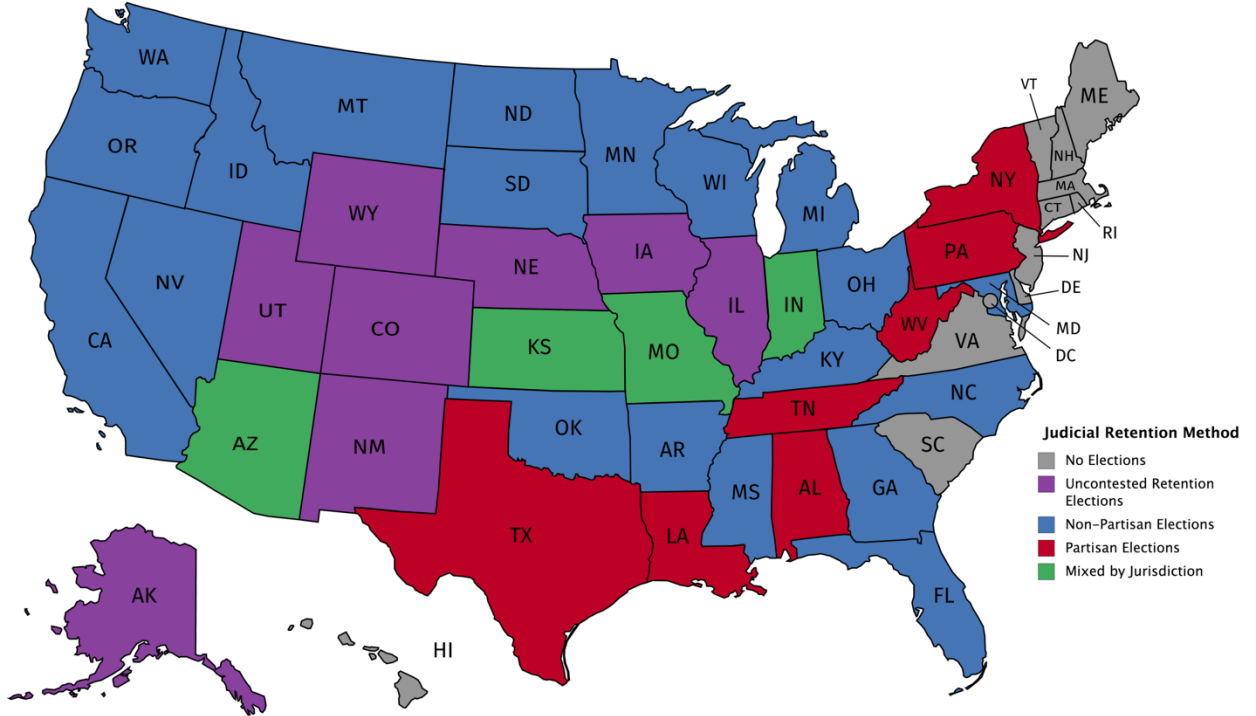 WA
MT
ND
MN
OR
ID
SD
WI
MI
WY
NV
UT
CO
CA
NE
IA
IL
IN
OH
KS
MO
KY
AZ
NM
OK
AR
TN
NC
TX
LA
MS
AL
GA
SC
FL
VA
WV
PA
NY
VT
ME
NH
MA
CT
RI
NJ
DE
MD
DC
AK
HI
Judicial Retention Method
No Elections
Uncontested Retention
Elections
Non-Partisan Elections
Partisan Elections
Mixed by Jurisdiction